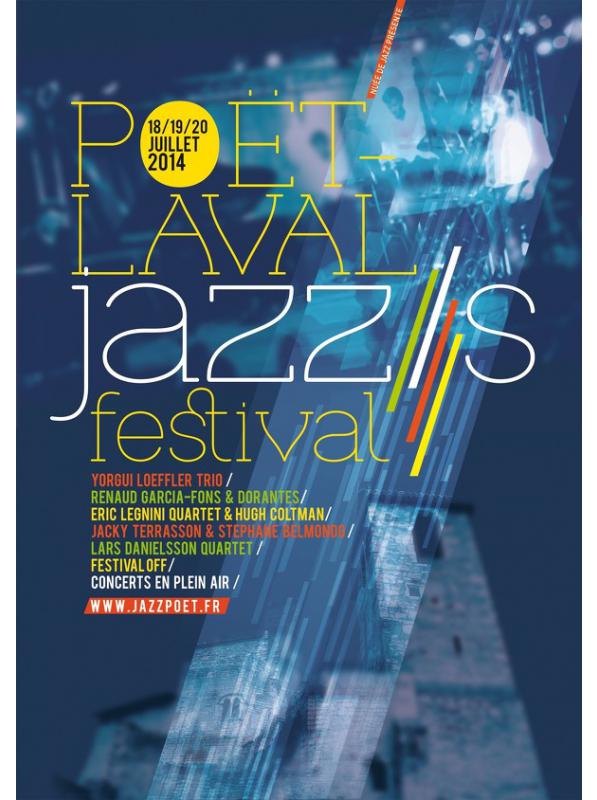 NUÉE DE JAZZ PRÉSENTE
POËT-
18/19/20
JUILLET
2014
LAVAL
jazz//s
festival
YORGUI LOEFFLER TRIO /
RENAUD GARCIA-FONS & DORANTES/
ERIC LEGNINI QUARTET & HUGH COLTMAN/
JACKY TERRASSON & STEPHANE BELMONDO/
LARS DANIELSSON QUARTET /
FESTIVAL OFF/
CONCERTS EN PLEIN AIR /
WWW.JAZZPOET.FR